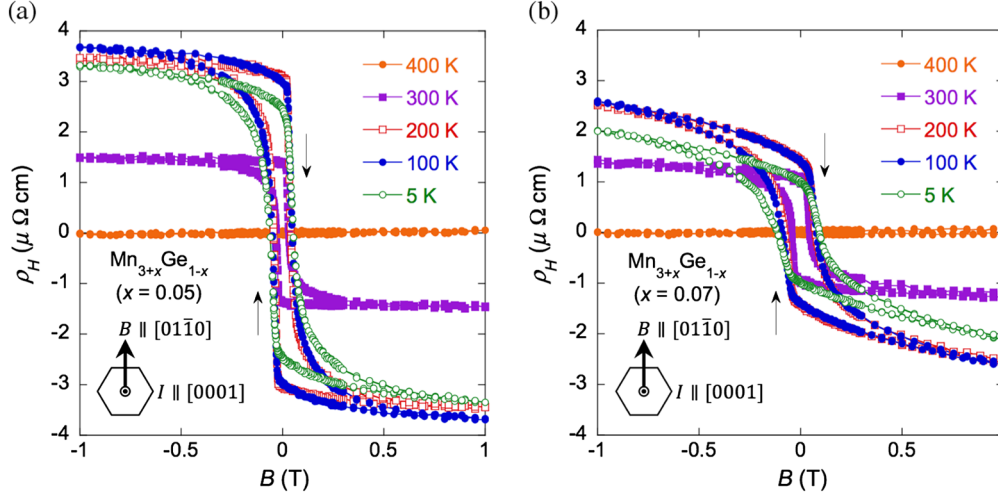 (a)
4
3
2
1
0
-1
-2
-3
-4
ρH (μ Ω cm)
400 K
300 K
200 K
100 K
5 K
Mn3+xGe1-x
(x = 0.05)
B ∥ [011̅0]
I ∥ [0001]
-1 -0.5 0 0.5 1
B (T)
(b)
4
3
2
1
0
-1
-2
-3
-4
ρH (μ Ω cm)
400 K
300 K
200 K
100 K
5 K
Mn3+xGe1-x
(x = 0.07)
B ∥ [011̅0]
I ∥ [0001]
-1 -0.5 0 0.5
B (T)